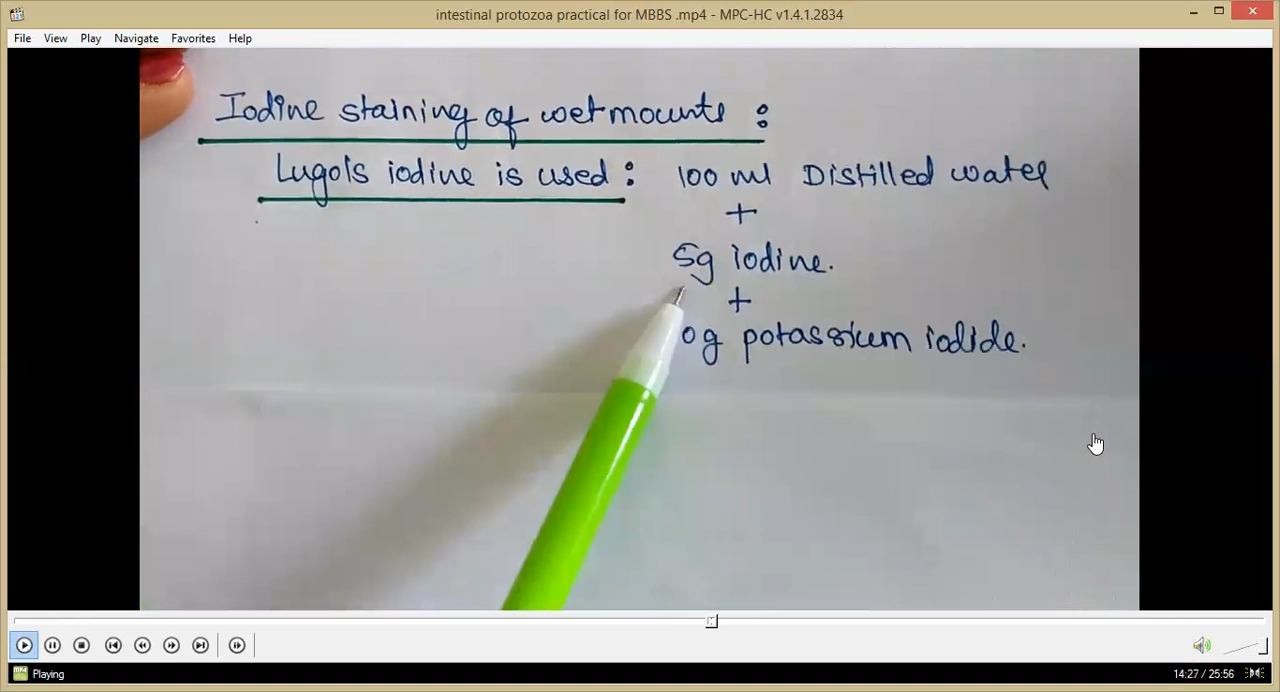 intestinal protozoa practical for MBBS .mp4 - MPC-HC v1.4.1.2834
File View Play Navigate Favorites Help
Iodine staining of wetmounts :
Lugols iodine is used : 100 ml Distilled water
+
5g iodine.
+
0g potassium iodide.
Playing
14:27 / 25:56